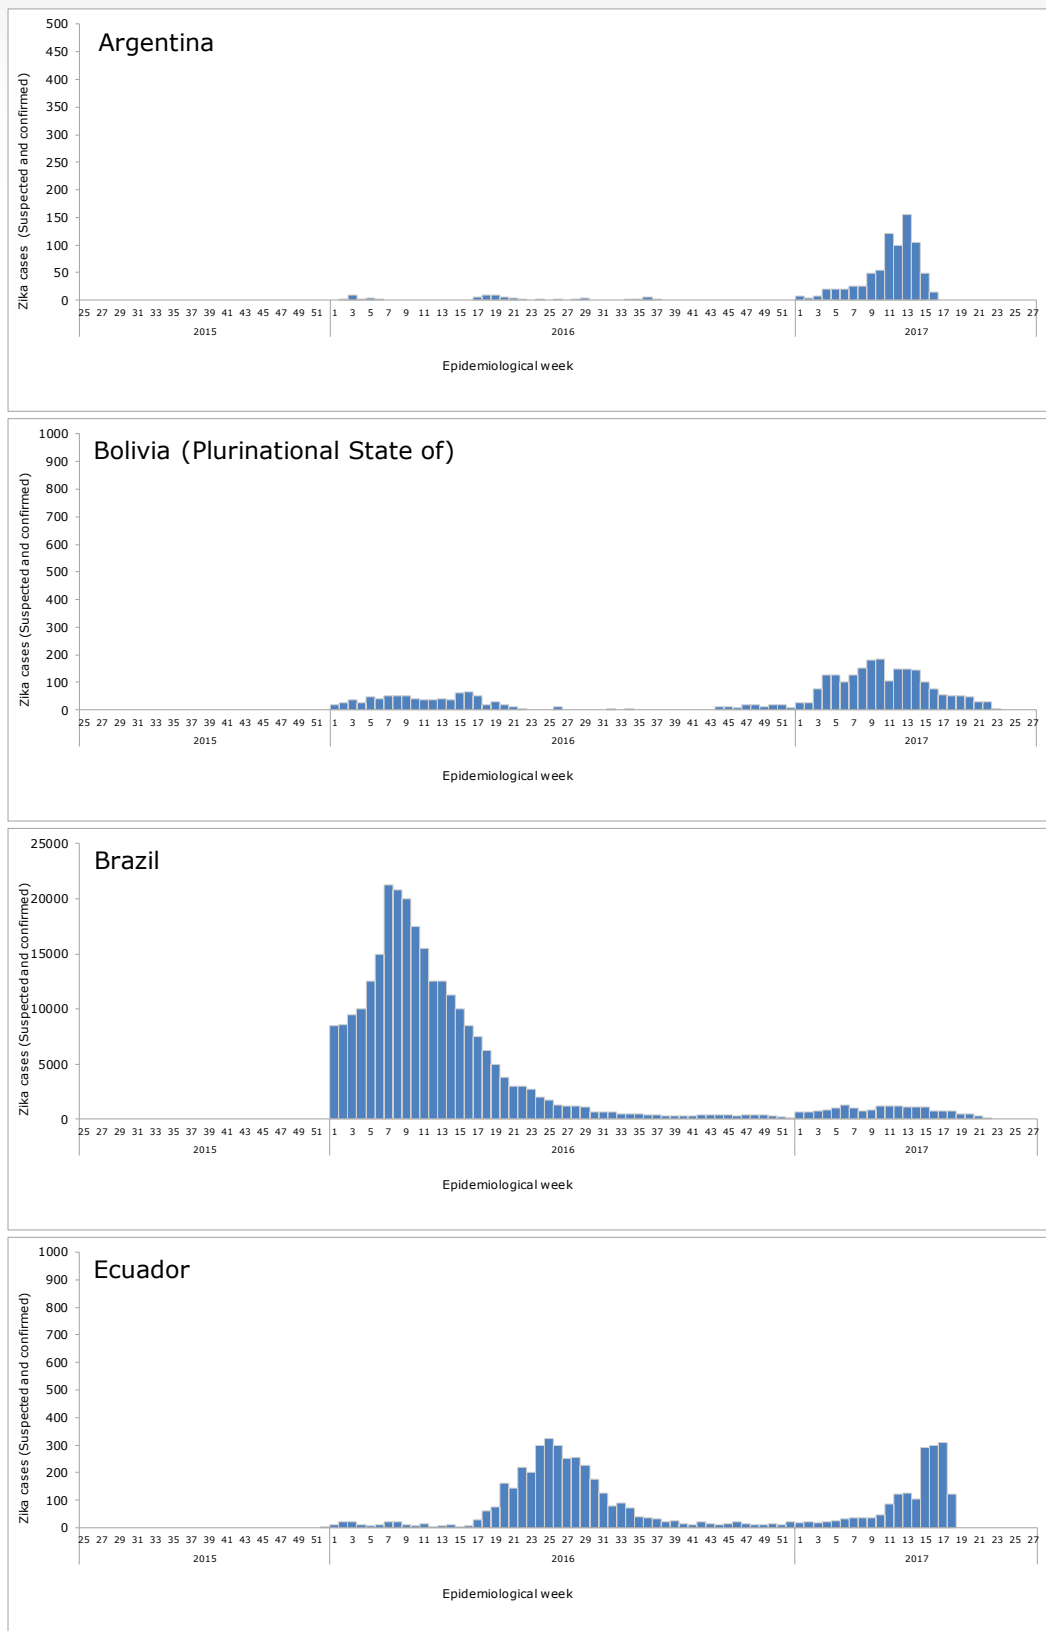 Argentina
Zika cases (Suspected and confirmed)
500
450
400
350
300
250
200
150
100
50
0
25 27 29 31 33 35 37 39 41 43 45 47 49 51 1 3 5 7 9 11 13 15 17 19 21 23 25 27 29 31 33 35 37 39 41 43 45 47 49 51 1 3 5 7 9 11 13 15 17 19 21 23 25 27
2015 2016 2017
Epidemiological week
Bolivia (Plurinational State of)
Zika cases (Suspected and confirmed)
1000
900
800
700
600
500
400
300
200
100
0
25 27 29 31 33 35 37 39 41 43 45 47 49 51 1 3 5 7 9 11 13 15 17 19 21 23 25 27 29 31 33 35 37 39 41 43 45 47 49 51 1 3 5 7 9 11 13 15 17 19 21 23 25 27
2015 2016 2017
Epidemiological week
Brazil
Zika cases (Suspected and confirmed)
25000
20000
15000
10000
5000
0
25 27 29 31 33 35 37 39 41 43 45 47 49 51 1 3 5 7 9 11 13 15 17 19 21 23 25 27 29 31 33 35 37 39 41 43 45 47 49 51 1 3 5 7 9 11 13 15 17 19 21 23 25 27
2015 2016 2017
Epidemiological week
Ecuador
Zika cases (Suspected and confirmed)
1000
900
800
700
600
500
400
300
200
100
0
25 27 29 31 33 35 37 39 41 43 45 47 49 51 1 3 5 7 9 11 13 15 17 19 21 23 25 27 29 31 33 35 37 39 41 43 45 47 49 51 1 3 5 7 9 11 13 15 17 19 21 23 25 27
2015 2016 2017
Epidemiological week